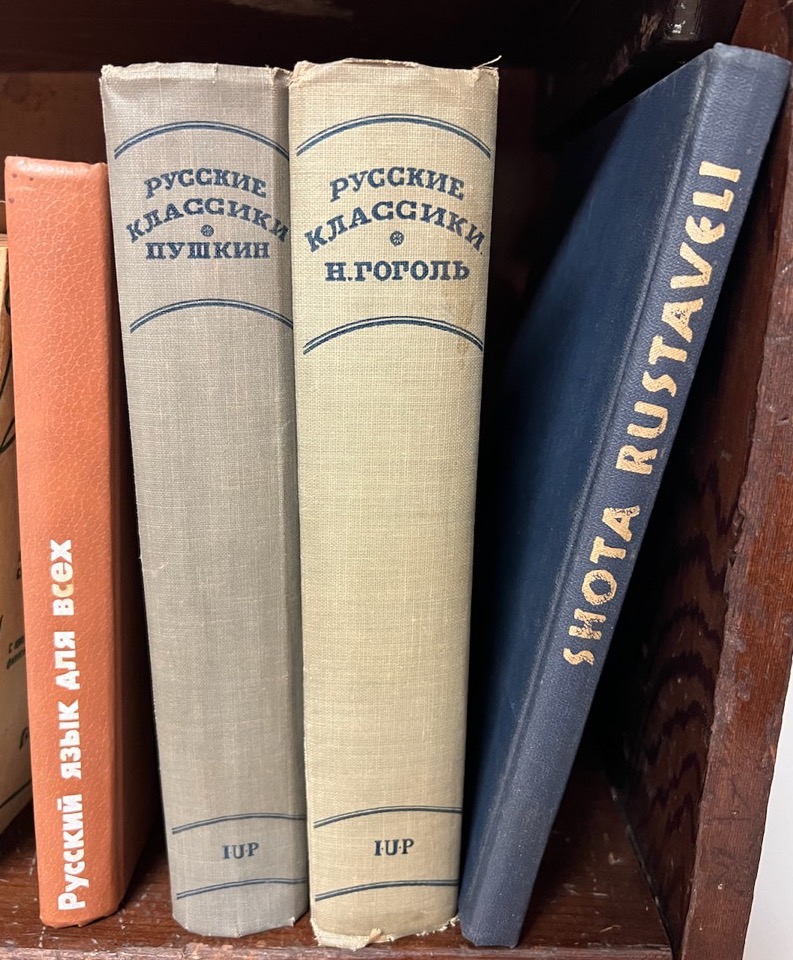 Русский язык для всех
РУССКИЕ
КЛАССИКИ
ПУШКИН
I·U·P
РУССКИЕ
КЛАССИКИ.
Н.ГОГОЛЬ
I·U·P
SHOTA RUSTAVELI